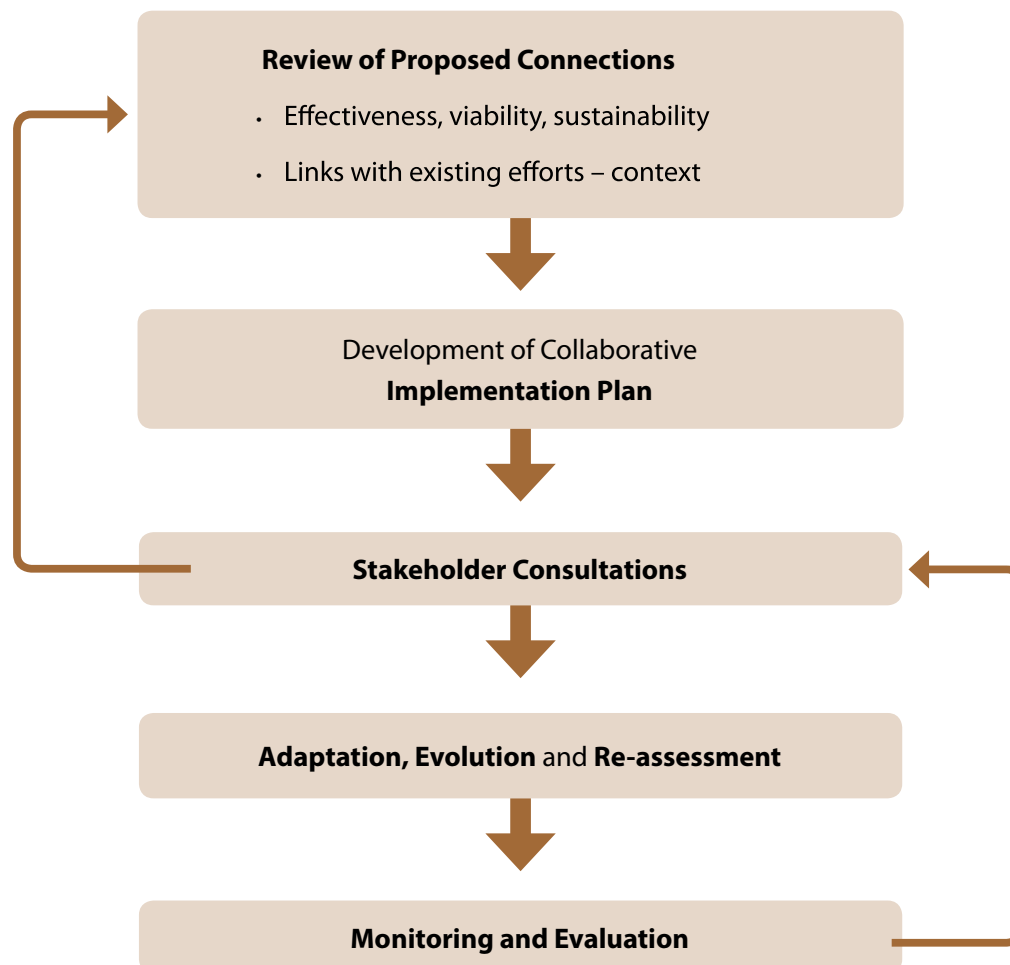 Review of Proposed Connections
· Effectiveness, viability, sustainability
· Links with existing efforts – context
Development of Collaborative
Implementation Plan
Stakeholder Consultations
Adaptation, Evolution and Re-assessment
Monitoring and Evaluation